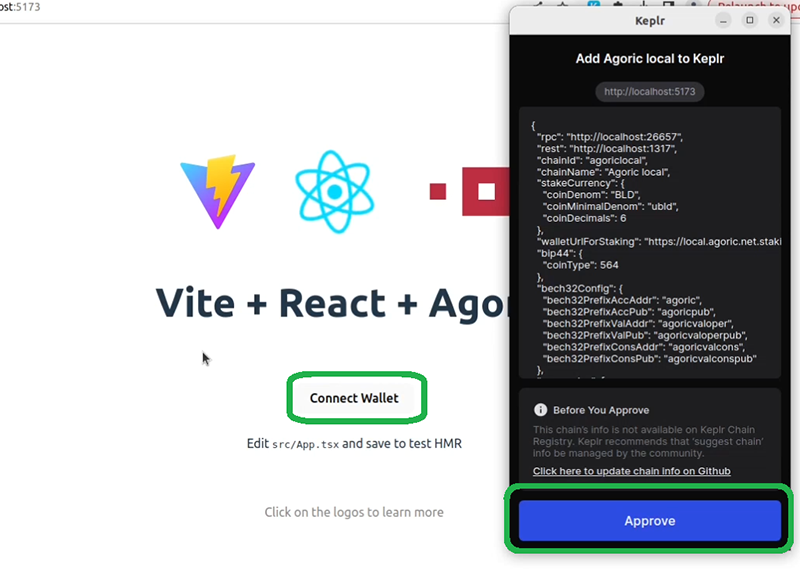 ost:5173
Vite + React + Agor
Connect Wallet
Edit src/App.tsx and save to test HMR
Click on the logos to learn more
Keplr
Add Agoric local to Keplr
http://localhost:5173
{
"rpc": "http://localhost:26657",
"rest": "http://localhost:1317",
"chainId": "agoriclocal",
"chainName": "Agoric local",
"stakeCurrency": {
"coinDenom": "BLD",
"coinMinimalDenom": "ubld",
"coinDecimals": 6
},
"walletUrlForStaking": "https://local.agoric.net.staki
"bip44": {
"coinType": 564
},
"bech32Config": {
"bech32PrefixAccAddr": "agoric",
"bech32PrefixAccPub": "agoricpub",
"bech32PrefixValAddr": "agoricvaloper",
"bech32PrefixValPub": "agoricvaloperpub",
"bech32PrefixConsAddr": "agoricvalcons",
"bech32PrefixConsPub": "agoricvalconspub"
},
Before You Approve
This chain's info is not available on Keplr Chain
Registry. Keplr recommends that 'suggest chain'
info be managed by the community.
Click here to update chain info on Github
Approve